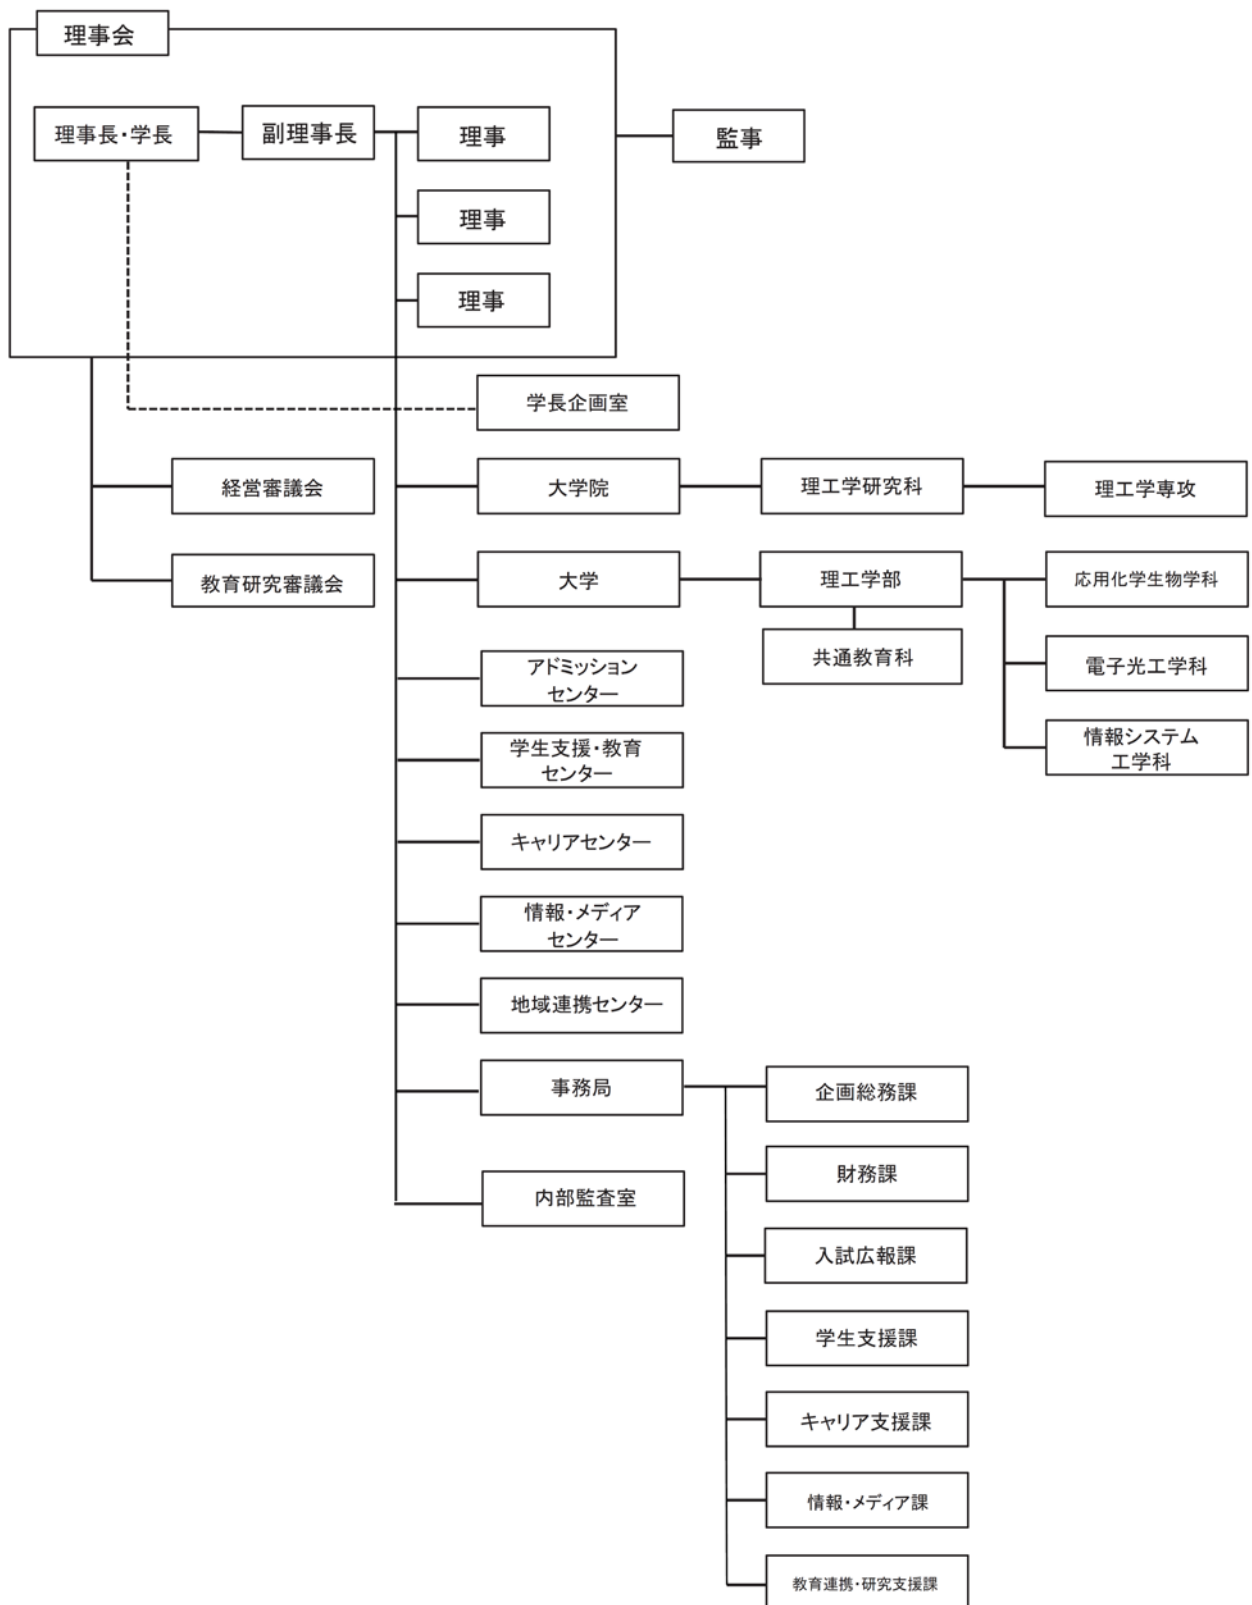 理事会
理事長・学長
副理事長
理事
監事
理事
理事
学長企画室
経営審議会
大学院
理工学研究科
理工学専攻
教育研究審議会
大学
理工学部
応用化学生物学科
共通教育科
電子光工学科
情報システム
工学科
アドミッション
センター
学生支援・教育
センター
キャリアセンター
情報・メディア
センター
地域連携センター
事務局
企画総務課
財務課
内部監査室
入試広報課
学生支援課
キャリア支援課
情報・メディア課
教育連携・研究支援課